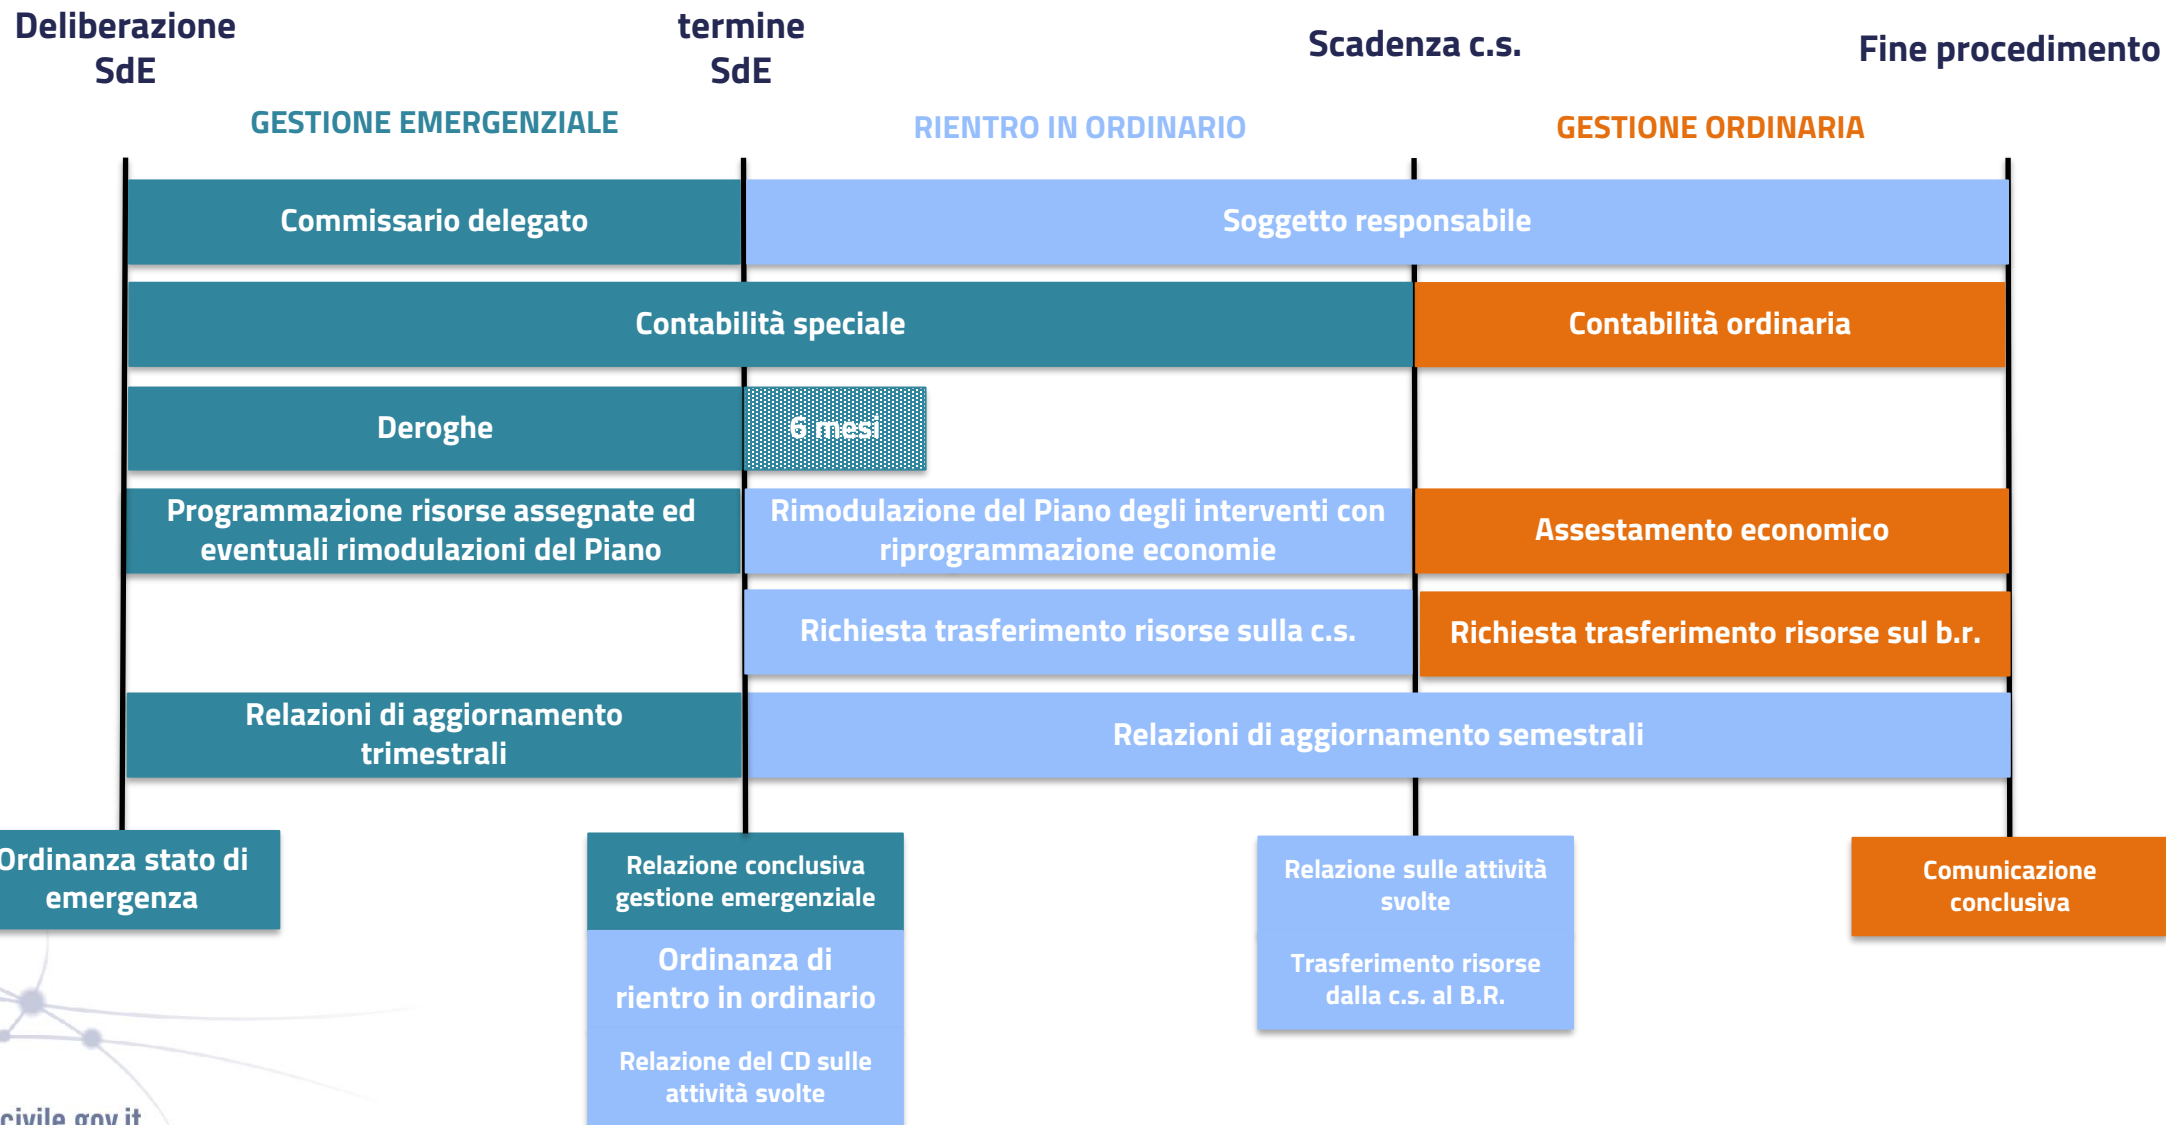 Deliberazione
SdE
termine
SdE
Scadenza c.s.
Fine procedimento
GESTIONE EMERGENZIALE
RIENTRO IN ORDINARIO
GESTIONE ORDINARIA
Commissario delegato
Soggetto responsabile
Contabilità speciale
Contabilità ordinaria
Deroghe
6 mesi
Programmazione risorse assegnate ed
eventuali rimodulazioni del Piano
Rimodulazione del Piano degli interventi con
riprogrammazione economie
Assestamento economico
Richiesta trasferimento risorse sulla c.s.
Richiesta trasferimento risorse sul b.r.
Relazioni di aggiornamento
trimestrali
Relazioni di aggiornamento semestrali
Ordinanza stato di
emergenza
Relazione conclusiva
gestione emergenziale
Ordinanza di
rientro in ordinario
Relazione del CD sulle
attività svolte
Relazione sulle attività
svolte
Trasferimento risorse
dalla c.s. al B.R.
Comunicazione
conclusiva
civile.gov.it